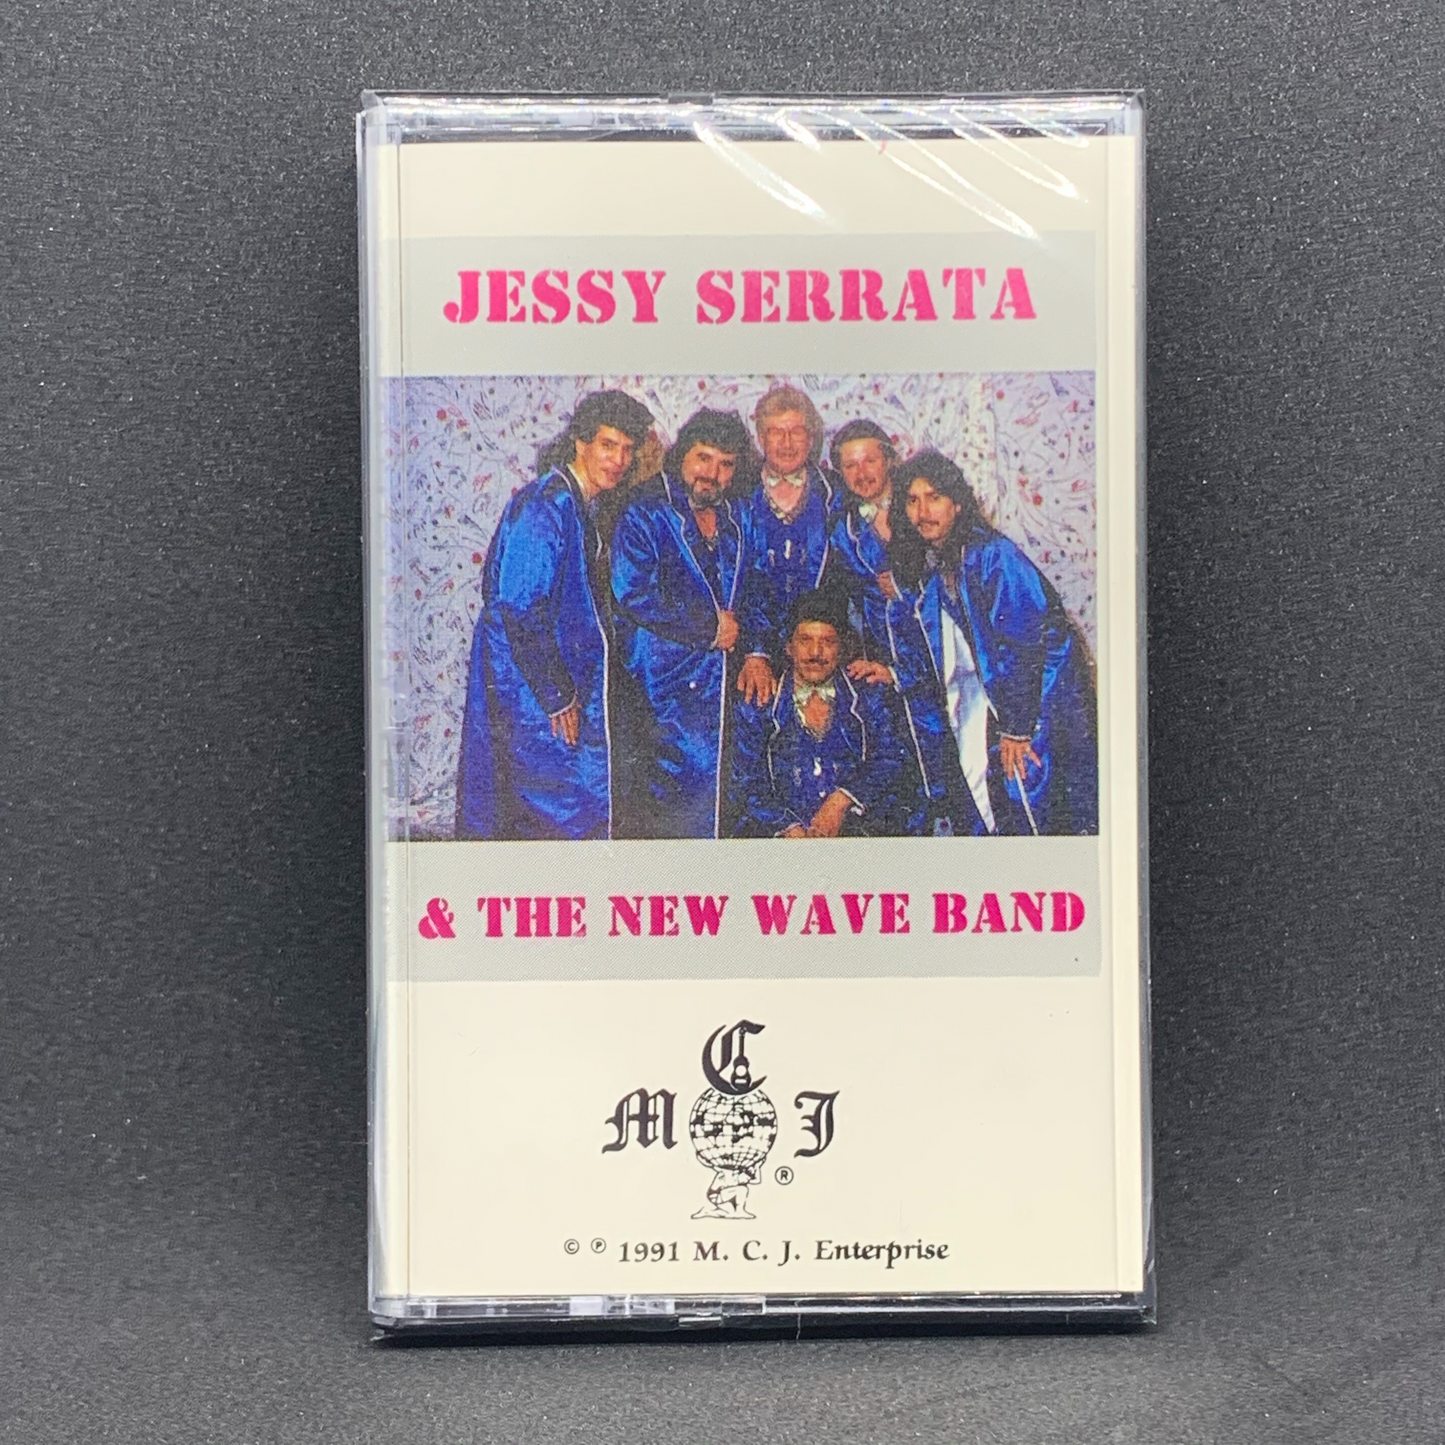 JESSY SERRATA
& THE NEW WAVE BAND
C
M J
®
© ℗ 1991 M. C. J. Enterprise